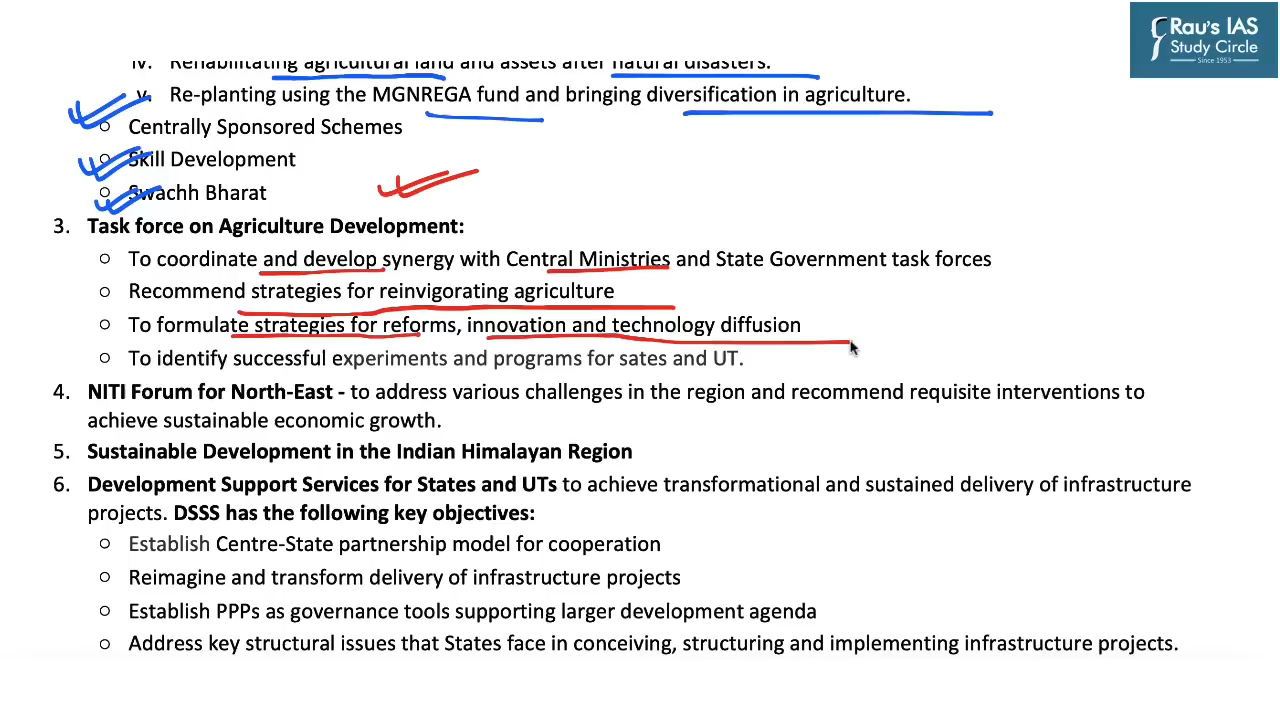 Rau's IAS
Study Circle
Since 1953
iv. Rehabilitating agricultural land and assets after natural disasters.
v. Re-planting using the MGNREGA fund and bringing diversification in agriculture.
○ Centrally Sponsored Schemes
○ Skill Development
○ Swachh Bharat
3. Task force on Agriculture Development:
○ To coordinate and develop synergy with Central Ministries and State Government task forces
○ Recommend strategies for reinvigorating agriculture
○ To formulate strategies for reforms, innovation and technology diffusion
○ To identify successful experiments and programs for sates and UT.
4. NITI Forum for North-East - to address various challenges in the region and recommend requisite interventions to
achieve sustainable economic growth.
5. Sustainable Development in the Indian Himalayan Region
6. Development Support Services for States and UTs to achieve transformational and sustained delivery of infrastructure
projects. DSSS has the following key objectives:
○ Establish Centre-State partnership model for cooperation
○ Reimagine and transform delivery of infrastructure projects
○ Establish PPPs as governance tools supporting larger development agenda
○ Address key structural issues that States face in conceiving, structuring and implementing infrastructure projects.